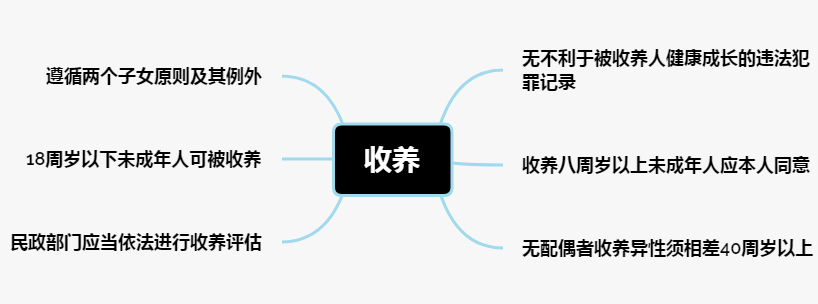 遵循两个子女原则及其例外
18周岁以下未成年人可被收养
民政部门应当依法进行收养评估
收养
无不利于被收养人健康成长的违法犯
罪记录
收养八周岁以上未成年人应本人同意
无配偶者收养异性须相差40周岁以上